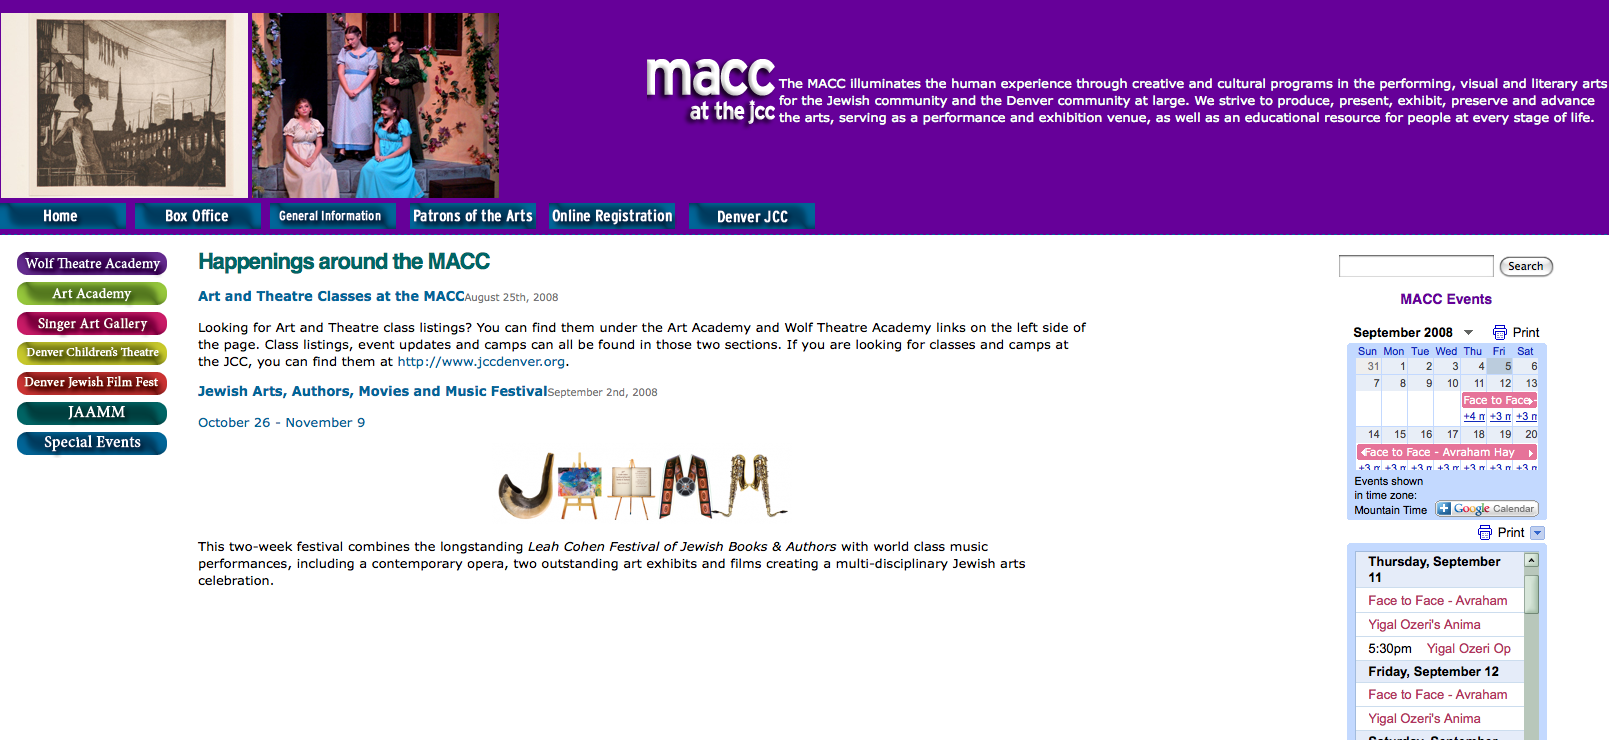 macc
at the jcc
The MACC illuminates the human experience through creative and cultural programs in the performing, visual and literary arts
for the Jewish community and the Denver community at large. We strive to produce, present, exhibit, preserve and advance
the arts, serving as a performance and exhibition venue, as well as an educational resource for people at every stage of life.
Home
Box Office
General Information
Patrons of the Arts
Online Registration
Denver JCC
Wolf Theatre Academy
Art Academy
Singer Art Gallery
Denver Children's Theatre
Denver Jewish Film Fest
JAAMM
Special Events
Happenings around the MACC
Art and Theatre Classes at the MACC August 25th, 2008
Looking for Art and Theatre class listings? You can find them under the Art Academy and Wolf Theatre Academy links on the left side of
the page. Class listings, event updates and camps can all be found in those two sections. If you are looking for classes and camps at
the JCC, you can find them at http://www.jccdenver.org.
Jewish Arts, Authors, Movies and Music Festival September 2nd, 2008
October 26 - November 9
JAAMM
This two-week festival combines the longstanding Leah Cohen Festival of Jewish Books & Authors with world class music
performances, including a contemporary opera, two outstanding art exhibits and films creating a multi-disciplinary Jewish arts
celebration.
Search
MACC Events
September 2008 Print
Sun Mon Tue Wed Thu Fri Sat
31 1 2 3 4 5 6
7 8 9 10 11 12 13
Face to Face -
+4 m +3 m +3 m
14 15 16 17 18 19 20
Face to Face - Avraham Hay
+3 m +3 m +3 m +3 m +3 m +3 m +3 m
Events shown
in time zone:
Mountain Time
Google Calendar
Print
Thursday, September
11
Face to Face - Avraham
Yigal Ozeri's Anima
5:30pm Yigal Ozeri Op
Friday, September 12
Face to Face - Avraham
Yigal Ozeri's Anima
Saturday, September